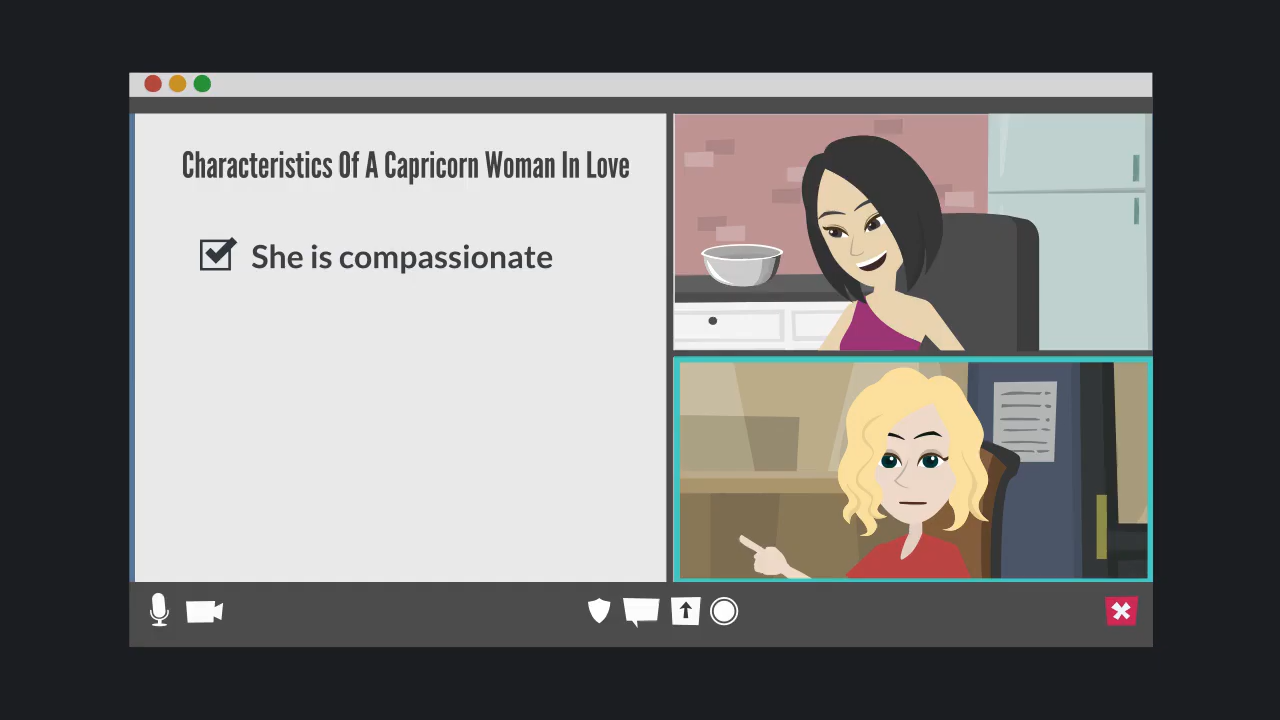 Characteristics Of A Capricorn Woman In Love
She is compassionate